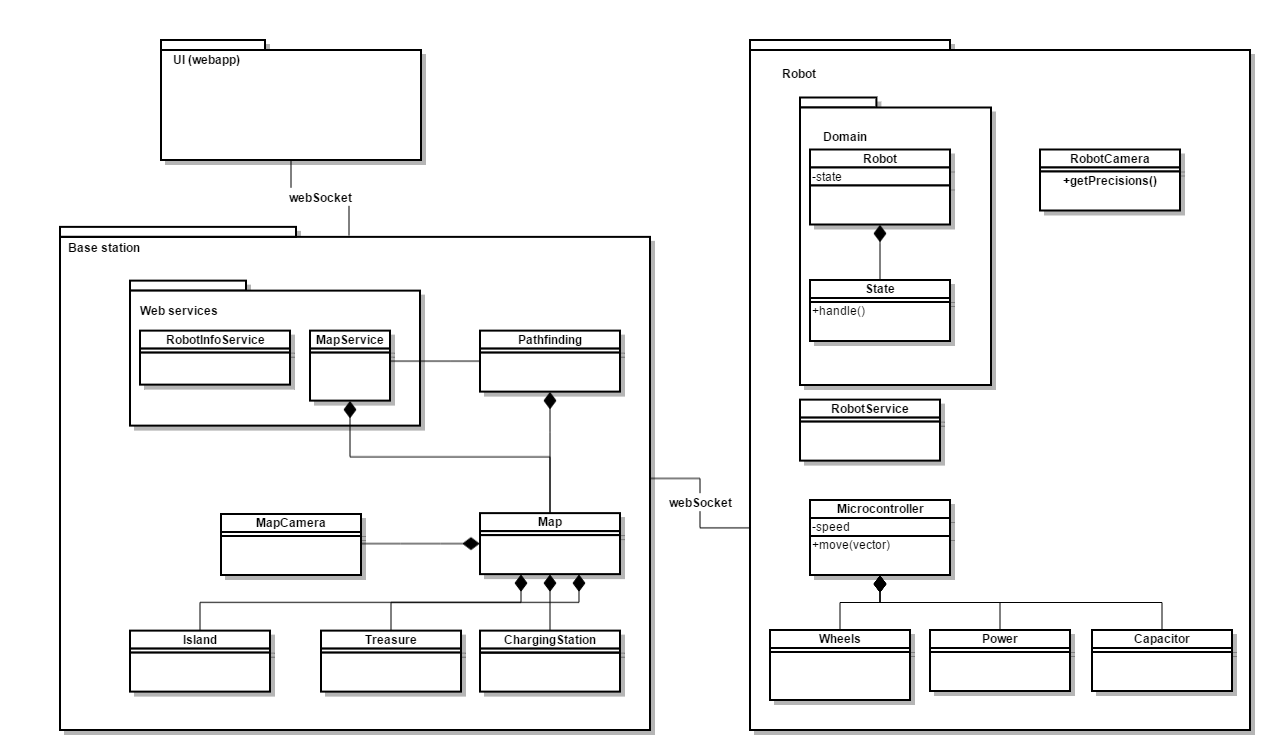 UI (webapp)
webSocket
Base station
Web services
RobotInfoService
MapService
Pathfinding
MapCamera
Map
Island
Treasure
ChargingStation
webSocket
Robot
Domain
Robot
-state
State
+handle()
RobotCamera
+getPrecisions()
RobotService
Microcontroller
-speed
+move(vector)
Wheels
Power
Capacitor